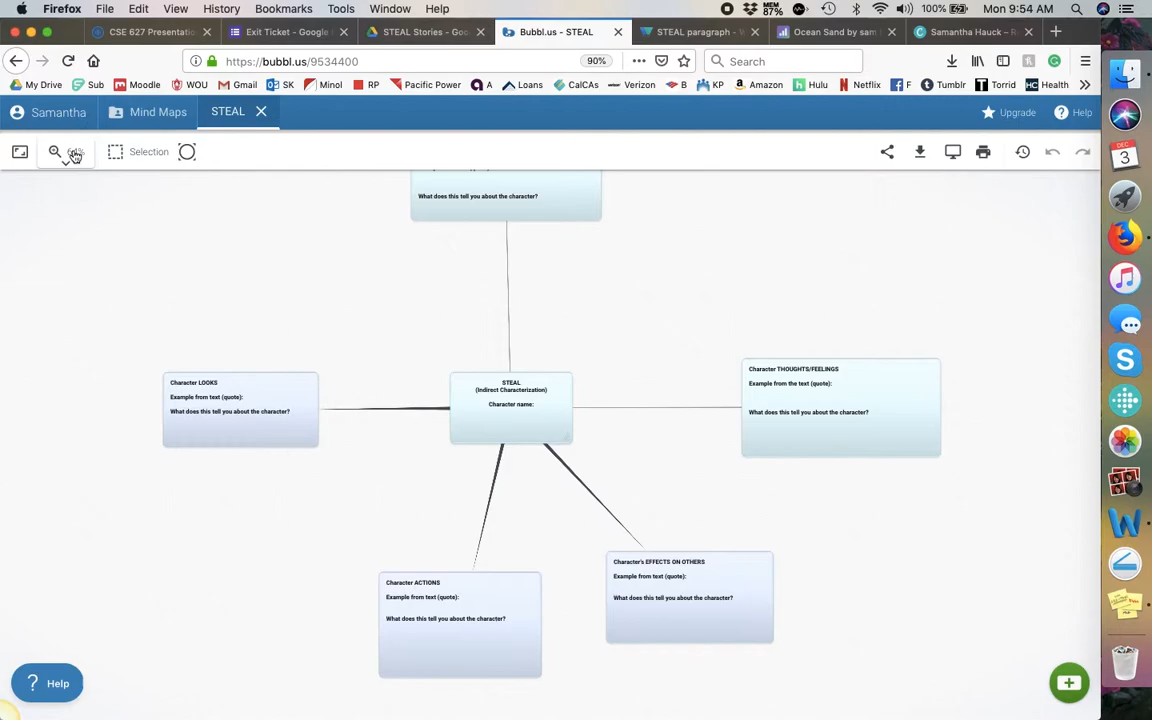 Firefox File Edit View History Bookmarks Tools Window Help MEM 87% 100% Mon 9:54 AM
CSE 627 Presentatio Exit Ticket - Google STEAL Stories - Goo Bubbl.us - STEAL STEAL paragraph - W Ocean Sand by sam Samantha Hauck - R
https://bubbl.us/9534400 90% Search
My Drive Sub Moodle WOU Gmail SK Minol RP Pacific Power A Loans CalCAs Verizon B KP Amazon Hulu Netflix F Tumblr Torrid Health
Samantha Mind Maps STEAL Upgrade Help
Selection
What does this tell you about the character?
Character LOOKS
Example from text (quote):
What does this tell you about the character?
STEAL
(Indirect Characterization)
Character name:
Character THOUGHTS/FEELINGS
Example from the text (quote):
What does this tell you about the character?
Character ACTIONS
Example from text (quote):
What does this tell you about the character?
Character's EFFECTS ON OTHERS
Example from text (quote):
What does this tell you about the character?
? Help
DEC
3